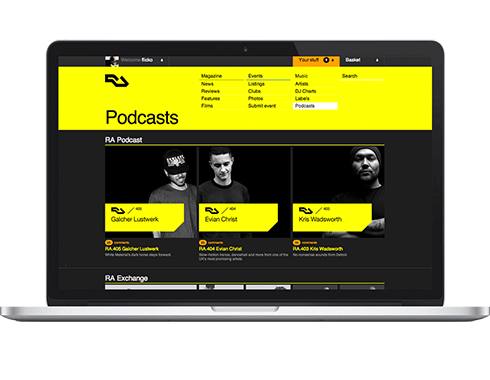 Welcome flicko
Your stuff
Basket
Magazine Events Music Search
News Listings Artists
Reviews Clubs DJ Charts
Features Photos Labels
Films Submit event Podcasts
Podcasts
RA Podcast
405
Galcher Lustwerk
404
Evian Christ
403
Kris Wadsworth
comments
RA.405 Galcher Lustwerk
White Material's dark horse steps forward.
comments
RA.404 Evian Christ
Slow-motion trance, dancehall and more from one of the
UK's most promising artists.
comments
RA.403 Kris Wadsworth
No nonsense sounds from Detroit.
RA Exchange